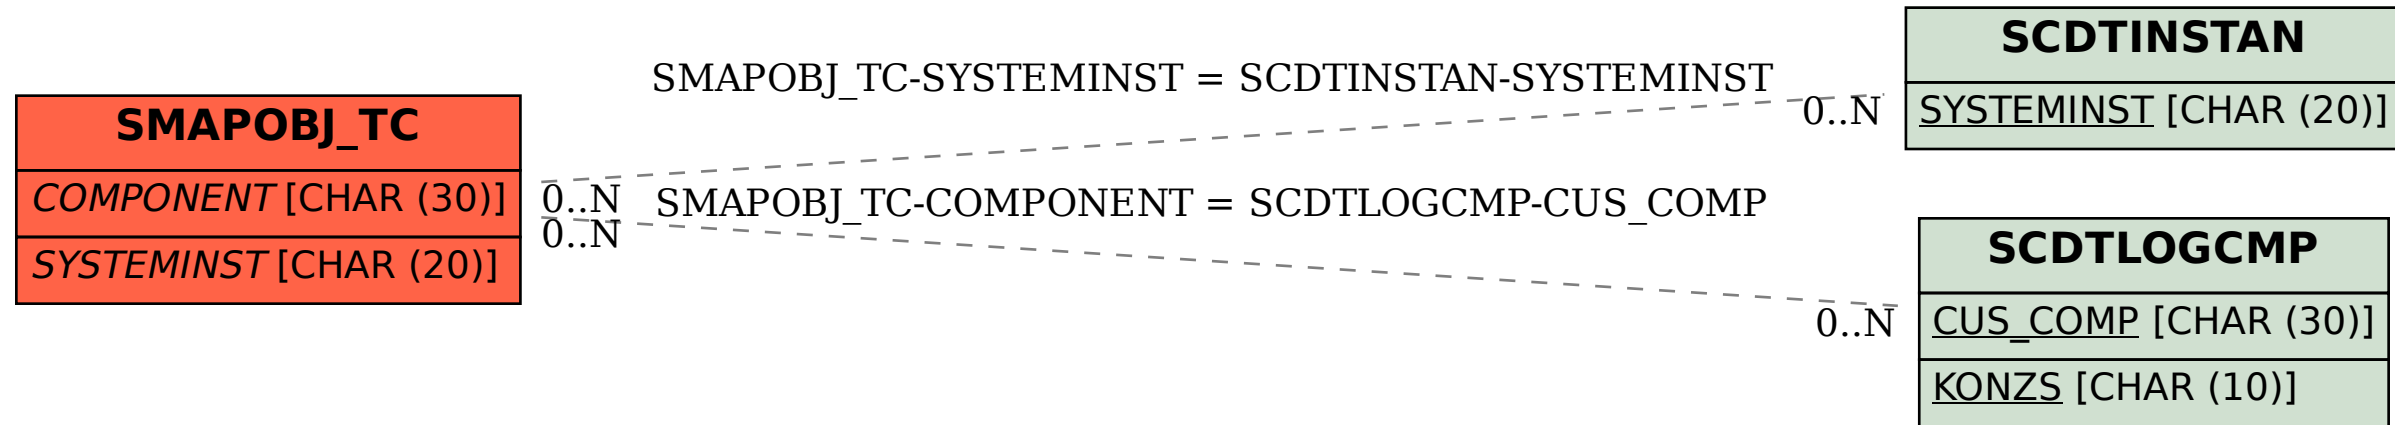 SMAPOBJ_TC
COMPONENT [CHAR (30)]
SYSTEMINST [CHAR (20)]
SMAPOBJ_TC-SYSTEMINST = SCDTINSTAN-SYSTEMINST
0..N
0..N
SMAPOBJ_TC-COMPONENT = SCDTLOGCMP-CUS_COMP
0..N
0..N
SCDTINSTAN
SYSTEMINST [CHAR (20)]
SCDTLOGCMP
CUS_COMP [CHAR (30)]
KONZS [CHAR (10)]